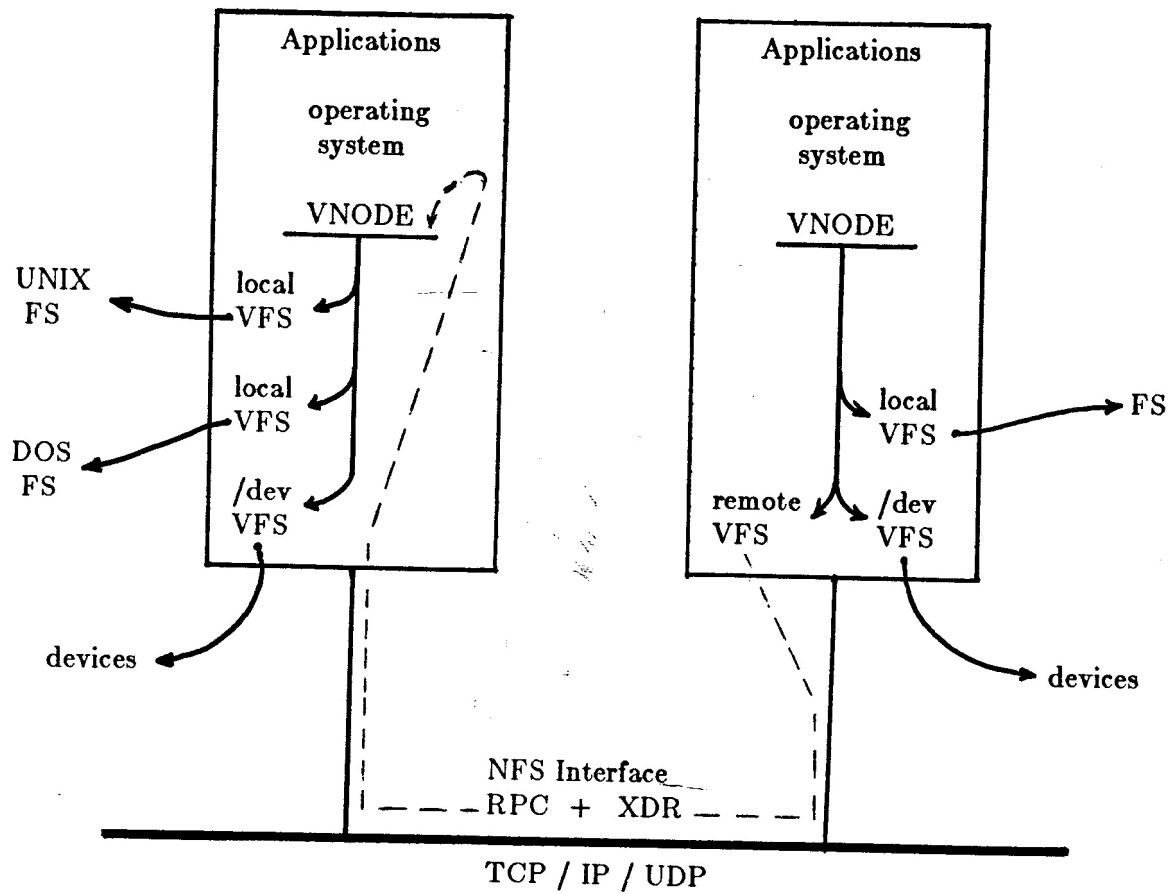 Applications
operating
system
VNODE
local
VFS
UNIX
FS
local
VFS
DOS
FS
/dev
VFS
devices
Applications
operating
system
VNODE
local
VFS
FS
remote
VFS
/dev
VFS
devices
NFS Interface
RPC + XDR
TCP / IP / UDP